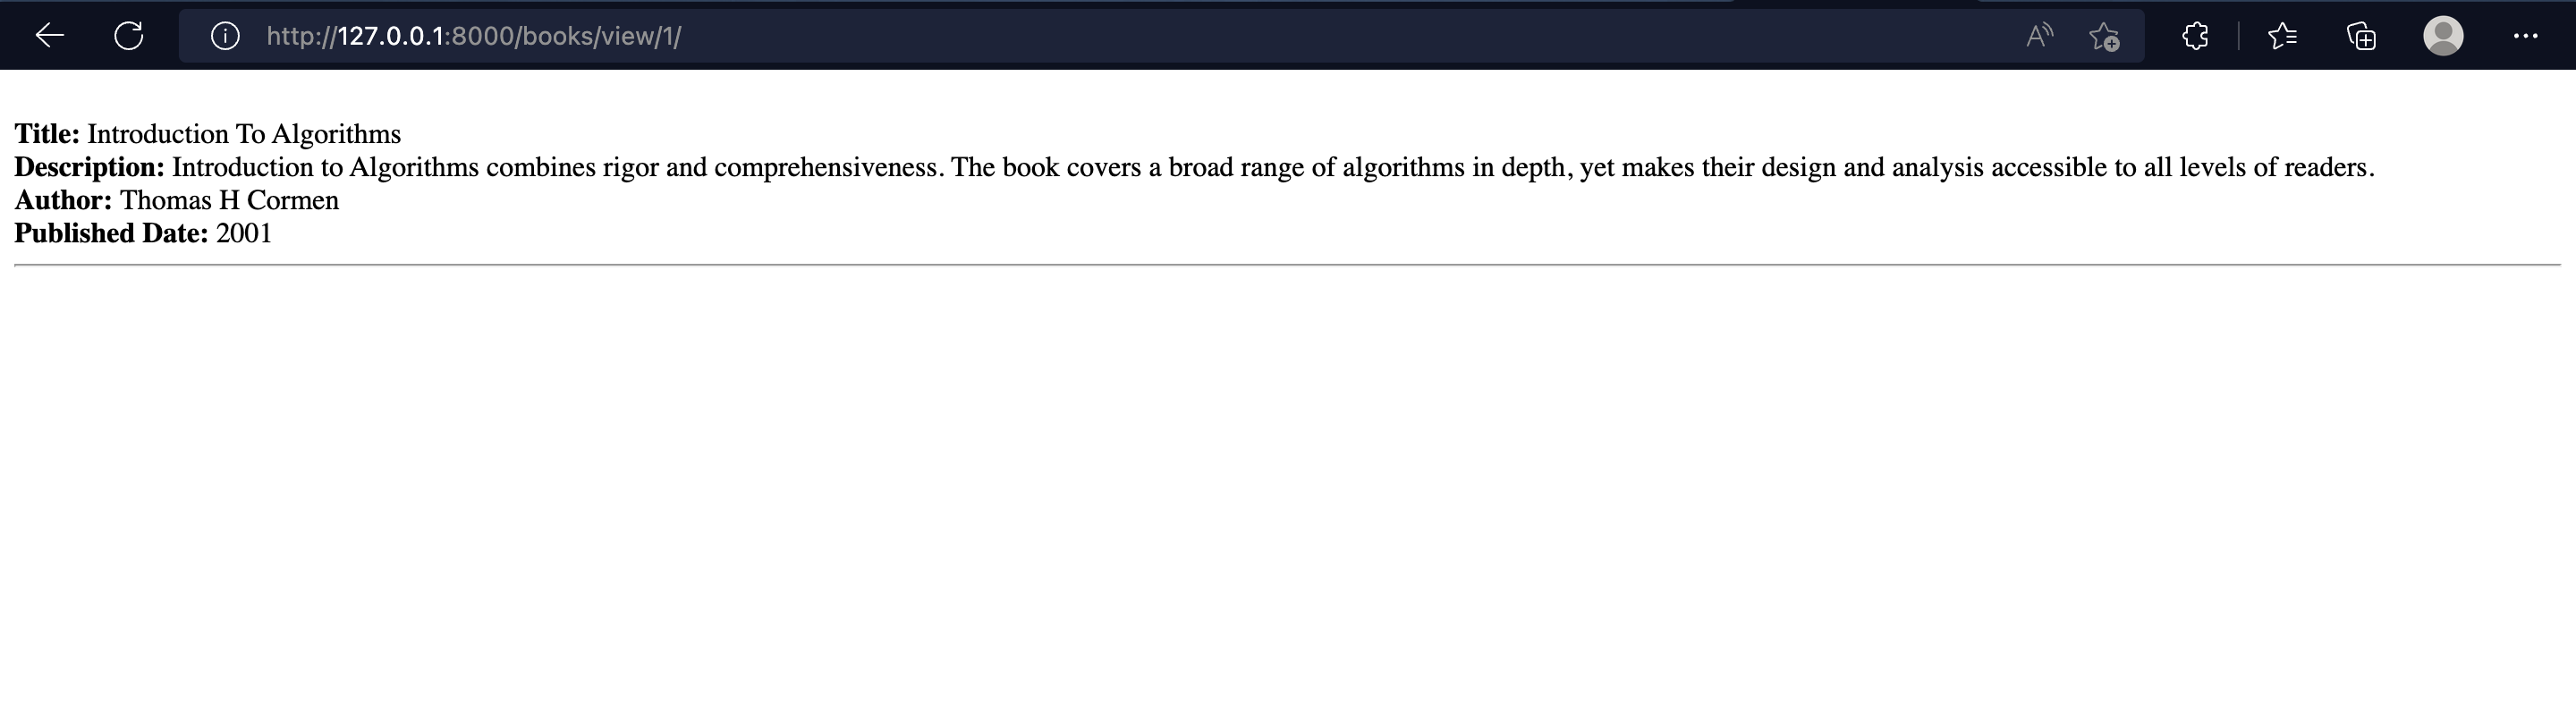 http://127.0.0.1:8000/books/view/1/
Title: Introduction To Algorithms
Description: Introduction to Algorithms combines rigor and comprehensiveness. The book covers a broad range of algorithms in depth, yet makes their design and analysis accessible to all levels of readers.
Author: Thomas H Cormen
Published Date: 2001